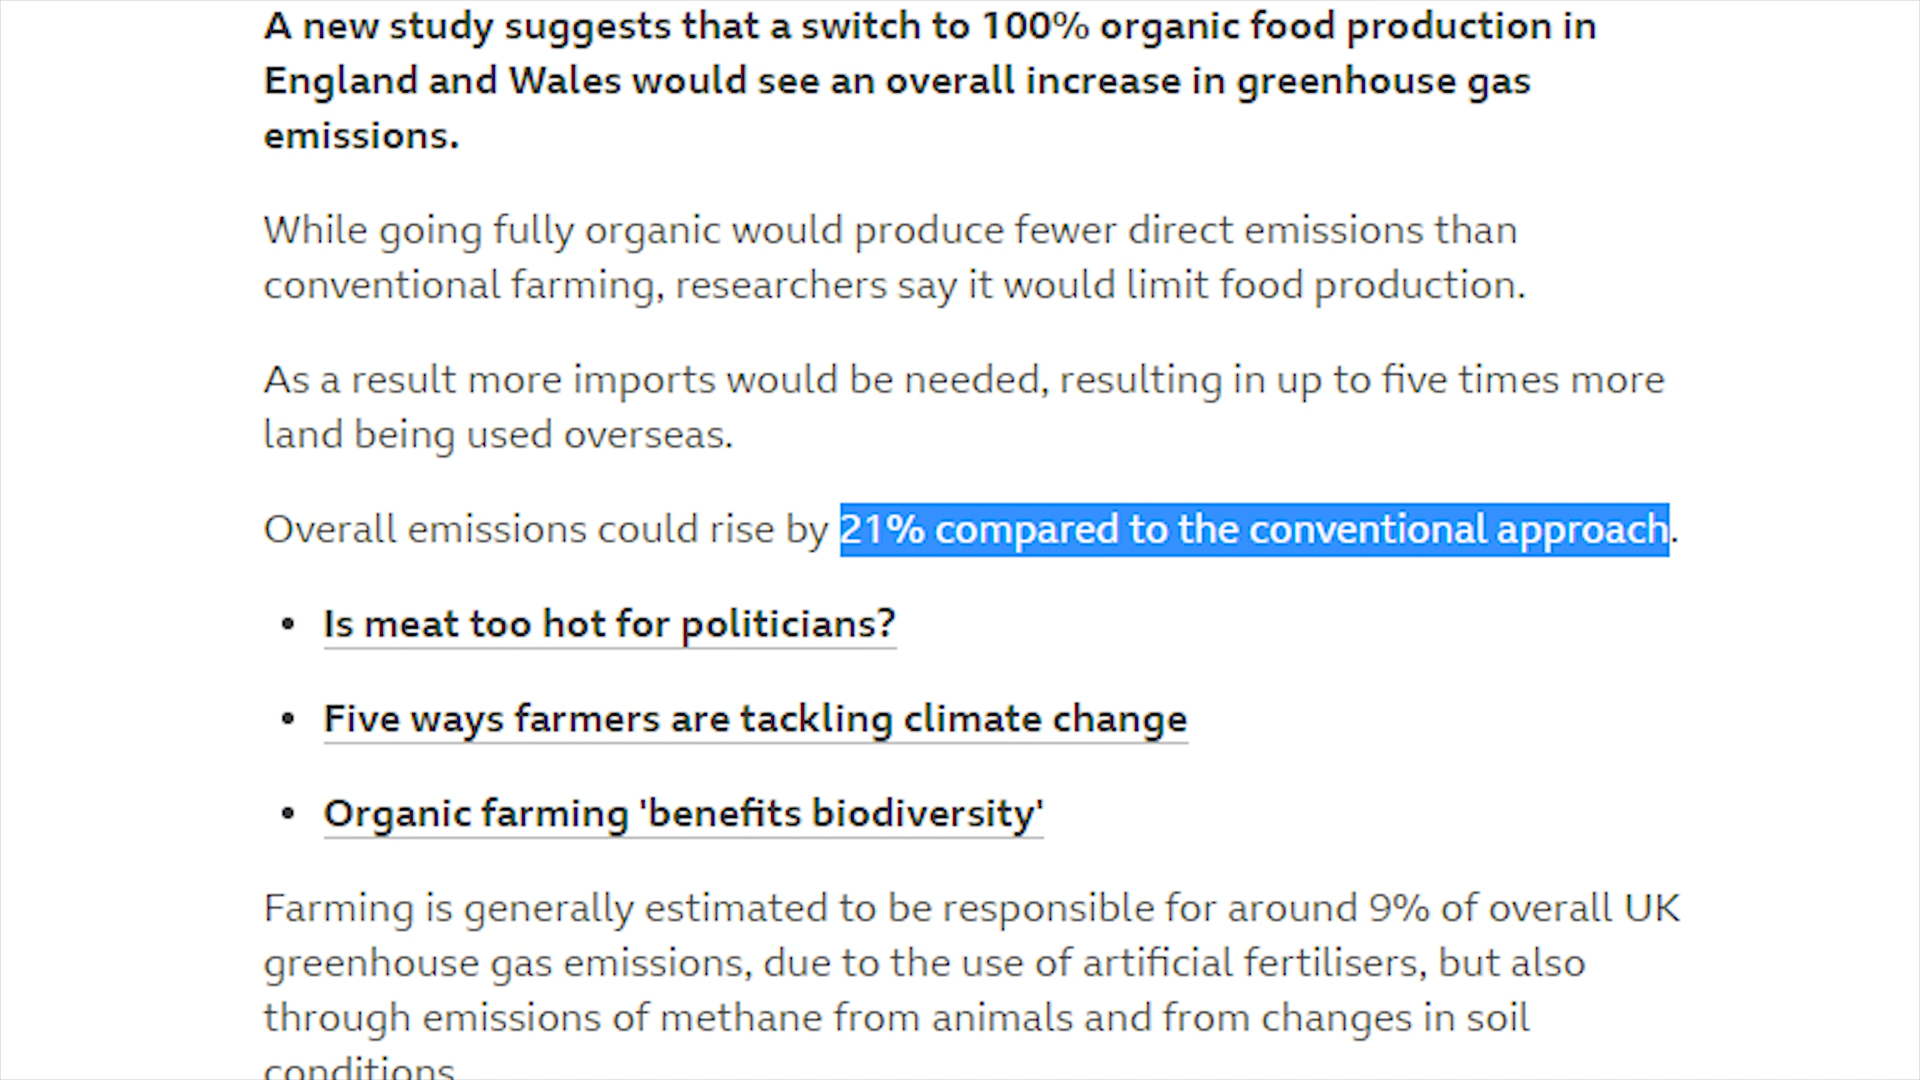 A new study suggests that a switch to 100% organic food production in
England and Wales would see an overall increase in greenhouse gas
emissions.
While going fully organic would produce fewer direct emissions than
conventional farming, researchers say it would limit food production.
As a result more imports would be needed, resulting in up to five times more
land being used overseas.
Overall emissions could rise by 21% compared to the conventional approach.
• Is meat too hot for politicians?
• Five ways farmers are tackling climate change
• Organic farming 'benefits biodiversity'
Farming is generally estimated to be responsible for around 9% of overall UK
greenhouse gas emissions, due to the use of artificial fertilisers, but also
through emissions of methane from animals and from changes in soil
conditions